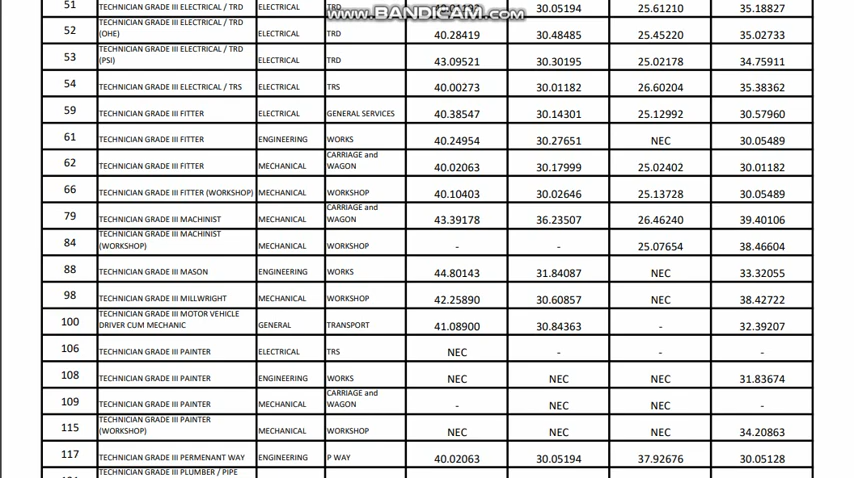 www.BANDICAM.com
51 TECHNICIAN GRADE III ELECTRICAL / TRD ELECTRICAL TRD 30.05194 25.61210 35.18827
52 TECHNICIAN GRADE III ELECTRICAL / TRD (OHE) ELECTRICAL TRD 40.28419 30.48485 25.45220 35.02733
53 TECHNICIAN GRADE III ELECTRICAL / TRD (PSI) ELECTRICAL TRD 43.09521 30.30195 25.02178 34.75911
54 TECHNICIAN GRADE III ELECTRICAL / TRS ELECTRICAL TRS 40.00273 30.01182 26.60204 35.38362
59 TECHNICIAN GRADE III FITTER ELECTRICAL GENERAL SERVICES 40.38547 30.14301 25.12992 30.57960
61 TECHNICIAN GRADE III FITTER ENGINEERING WORKS 40.24954 30.27651 NEC 30.05489
62 TECHNICIAN GRADE III FITTER MECHANICAL CARRIAGE and WAGON 40.02063 30.17999 25.02402 30.01182
66 TECHNICIAN GRADE III FITTER (WORKSHOP) MECHANICAL WORKSHOP 40.10403 30.02646 25.13728 30.05489
79 TECHNICIAN GRADE III MACHINIST MECHANICAL CARRIAGE and WAGON 43.39178 36.23507 26.46240 39.40106
84 TECHNICIAN GRADE III MACHINIST (WORKSHOP) MECHANICAL WORKSHOP - - 25.07654 38.46604
88 TECHNICIAN GRADE III MASON ENGINEERING WORKS 44.80143 31.84087 NEC 33.32055
98 TECHNICIAN GRADE III MILLWRIGHT MECHANICAL WORKSHOP 42.25890 30.60857 NEC 38.42722
100 TECHNICIAN GRADE III MOTOR VEHICLE DRIVER CUM MECHANIC GENERAL TRANSPORT 41.08900 30.84363 - 32.39207
106 TECHNICIAN GRADE III PAINTER ELECTRICAL TRS NEC - - -
108 TECHNICIAN GRADE III PAINTER ENGINEERING WORKS NEC NEC NEC 31.83674
109 TECHNICIAN GRADE III PAINTER MECHANICAL CARRIAGE and WAGON - NEC NEC -
115 TECHNICIAN GRADE III PAINTER (WORKSHOP) MECHANICAL WORKSHOP NEC NEC NEC 34.20863
117 TECHNICIAN GRADE III PERMENANT WAY ENGINEERING P WAY 40.02063 30.05194 37.92676 30.05128
TECHNICIAN GRADE III PLUMBER / PIPE